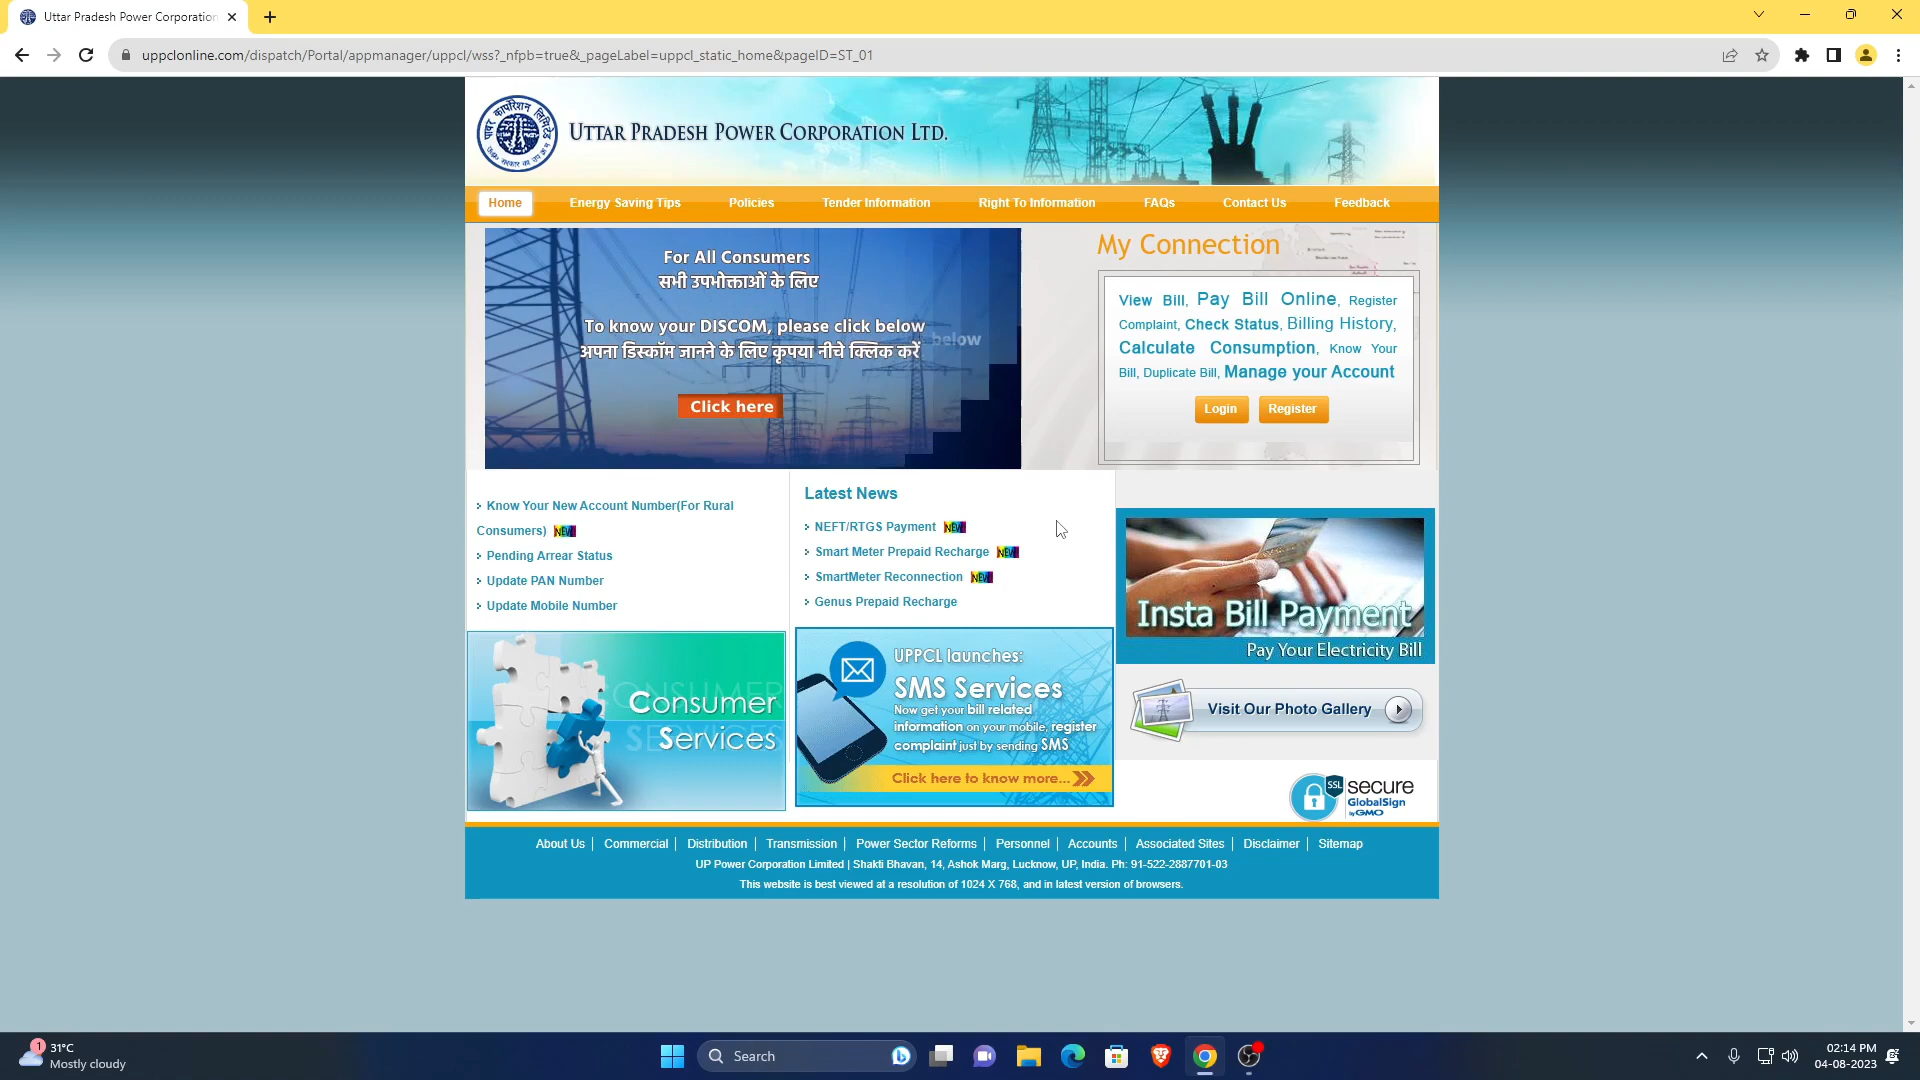 Uttar Pradesh Power Corporation
uppclonline.com/dispatch/Portal/appmanager/uppcl/wss?_nfpb=true&_pageLabel=uppcl_static_home&pageID=ST_01
UTTAR PRADESH POWER CORPORATION LTD.
Home Energy Saving Tips Policies Tender Information Right To Information FAQs Contact Us Feedback
For All Consumers
सभी उपभोक्ताओं के लिए
To know your DISCOM, please click below
below
अपना डिस्कॉम जानने के लिए कृपया नीचे क्लिक करें
Click here
My Connection
View Bill, Pay Bill Online, Register
Complaint, Check Status, Billing History,
Calculate Consumption, Know Your
Bill, Duplicate Bill, Manage your Account
Login Register
Know Your New Account Number(For Rural
Consumers) NEW!
Pending Arrear Status
Update PAN Number
Update Mobile Number
Latest News
NEFT/RTGS Payment NEW!
Smart Meter Prepaid Recharge NEW!
SmartMeter Reconnection NEW!
Genus Prepaid Recharge
Insta Bill Payment
Pay Your Electricity Bill
CONSUMER
Consumer
SERVICES
Services
UPPCL launches:
SMS Services
Now get your bill related
information on your mobile, register
complaint just by sending SMS
Click here to know more...
Visit Our Photo Gallery
SSL
secure
GlobalSign
by GMO
About Us Commercial Distribution Transmission Power Sector Reforms Personnel Accounts Associated Sites Disclaimer Sitemap
UP Power Corporation Limited | Shakti Bhavan, 14, Ashok Marg, Lucknow, UP, India. Ph: 91-522-2887701-03
This website is best viewed at a resolution of 1024 X 768, and in latest version of browsers.
1
31°C
Mostly cloudy
Search
02:14 PM
04-08-2023